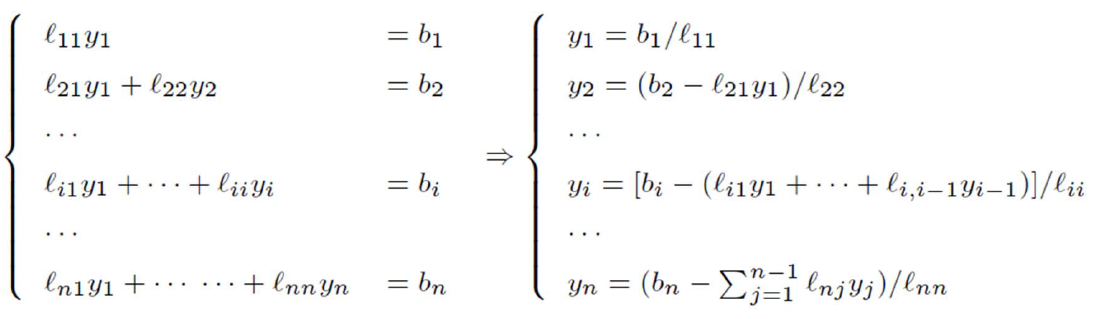 ℓ₁₁y₁ = b₁ ⇒ y₁ = b₁/ℓ₁₁
ℓ₂₁y₁ + ℓ₂₂y₂ = b₂ y₂ = (b₂ − ℓ₂₁y₁)/ℓ₂₂
⋯ ⋯
ℓᵢ₁y₁ + ⋯ + ℓᵢᵢyᵢ = bᵢ yᵢ = [bᵢ − (ℓᵢ₁y₁ + ⋯ + ℓᵢ,ᵢ₋₁yᵢ₋₁)]/ℓᵢᵢ
⋯ ⋯
ℓₙ₁y₁ + ⋯ ⋯ + ℓₙₙyₙ = bₙ yₙ = (bₙ − ∑ⱼ₌₁ⁿ⁻¹ ℓₙⱼyⱼ)/ℓₙₙ